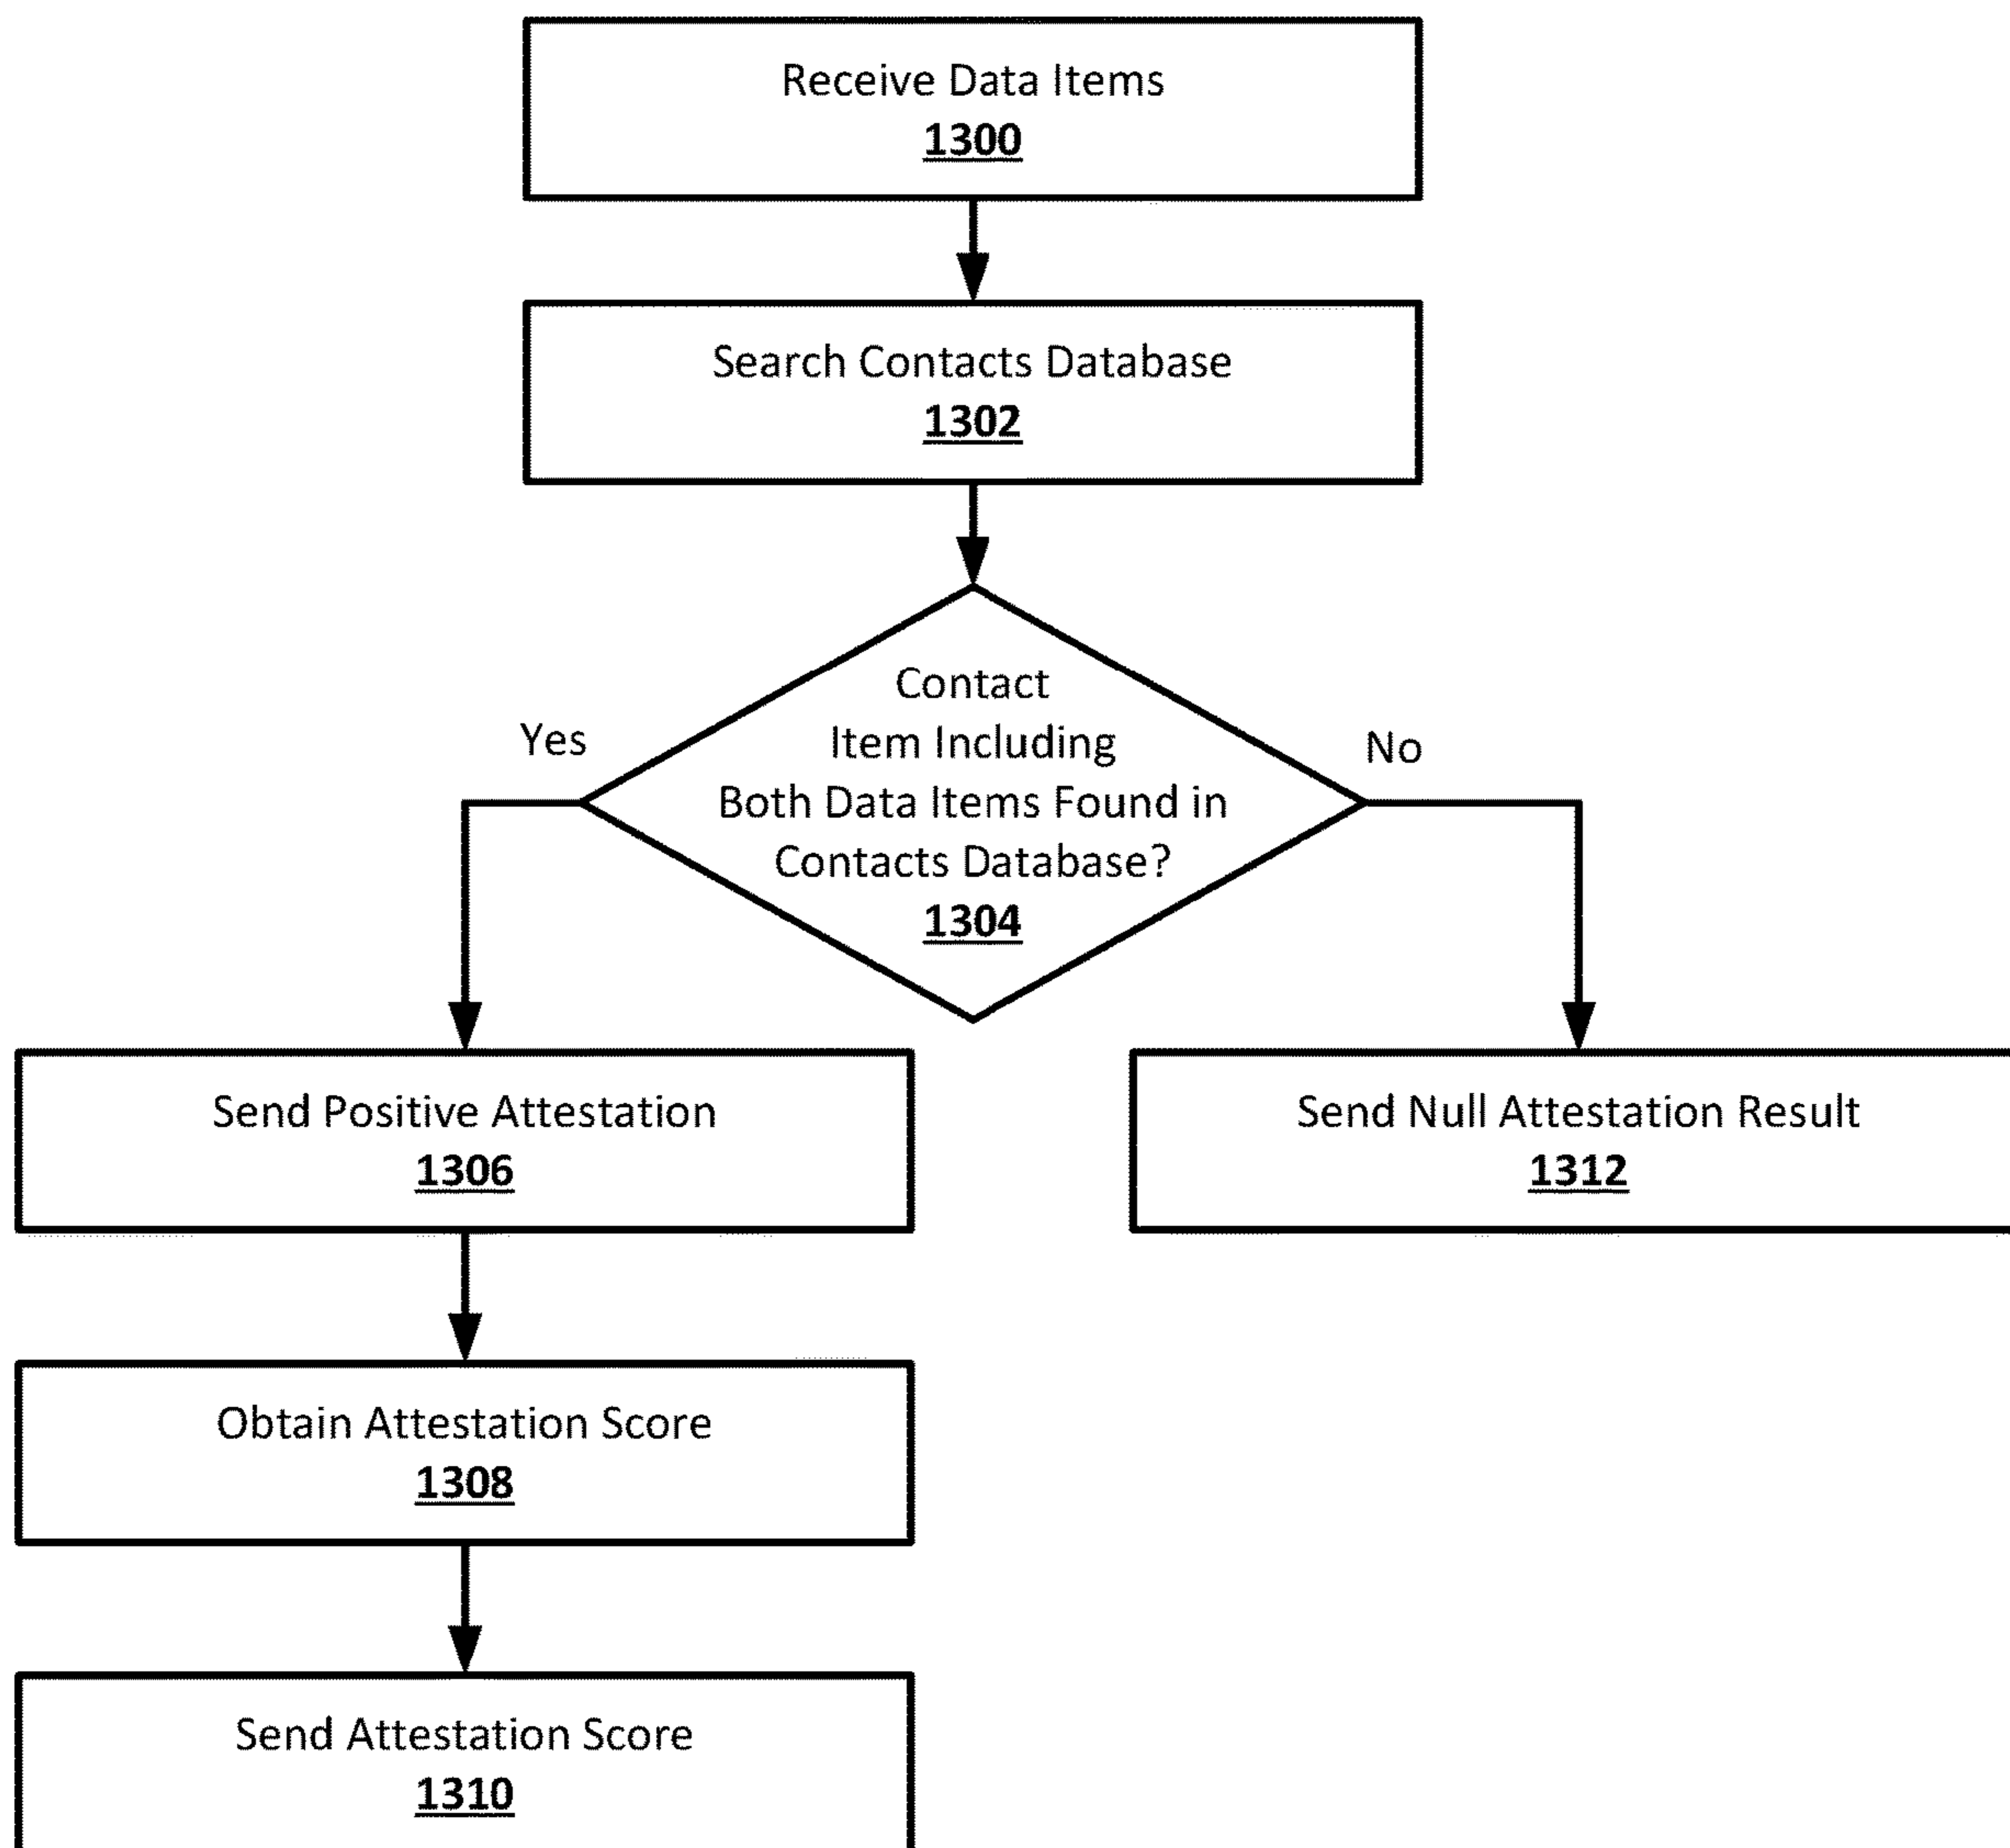 Receive Data Items
1300
Search Contacts Database
1302
Contact
Item Including
Both Data Items Found in
Contacts Database?
1304
Yes
No
Send Positive Attestation
1306
Send Null Attestation Result
1312
Obtain Attestation Score
1308
Send Attestation Score
1310